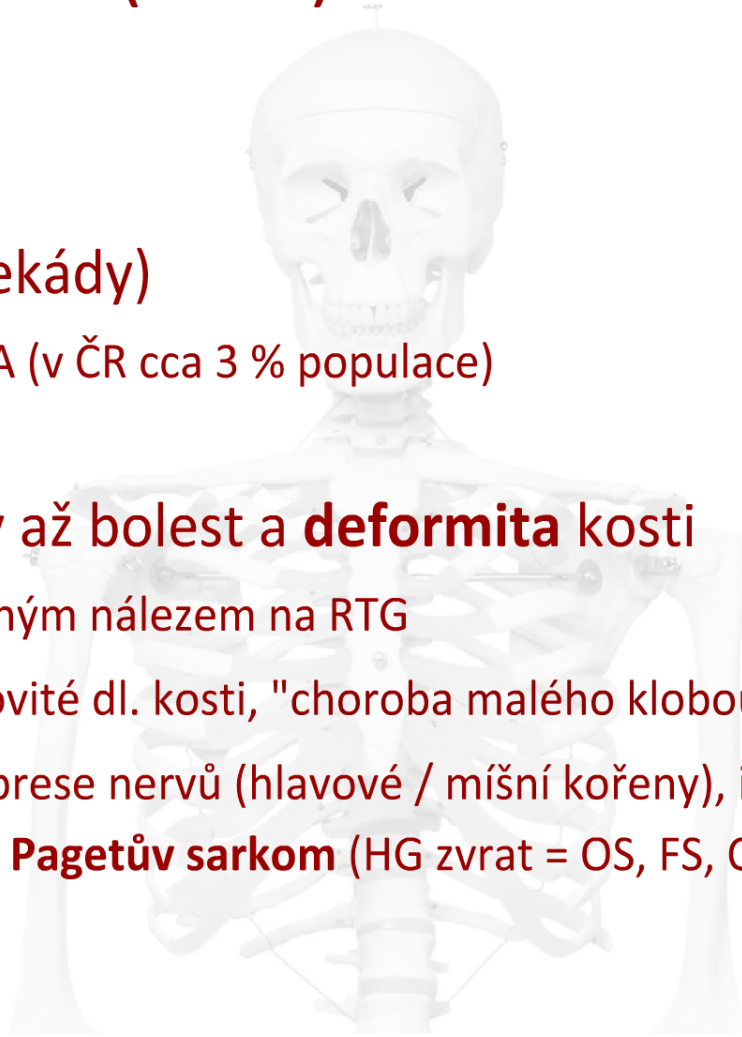 ekády)
A (v ČR cca 3 % populace)
až bolest a deformita kosti
ným nálezem na RTG
ovité dl. kosti, "choroba malého klobou
prese nervů (hlavové / míšní kořeny), i
Pagetův sarkom (HG zvrat = OS, FS,